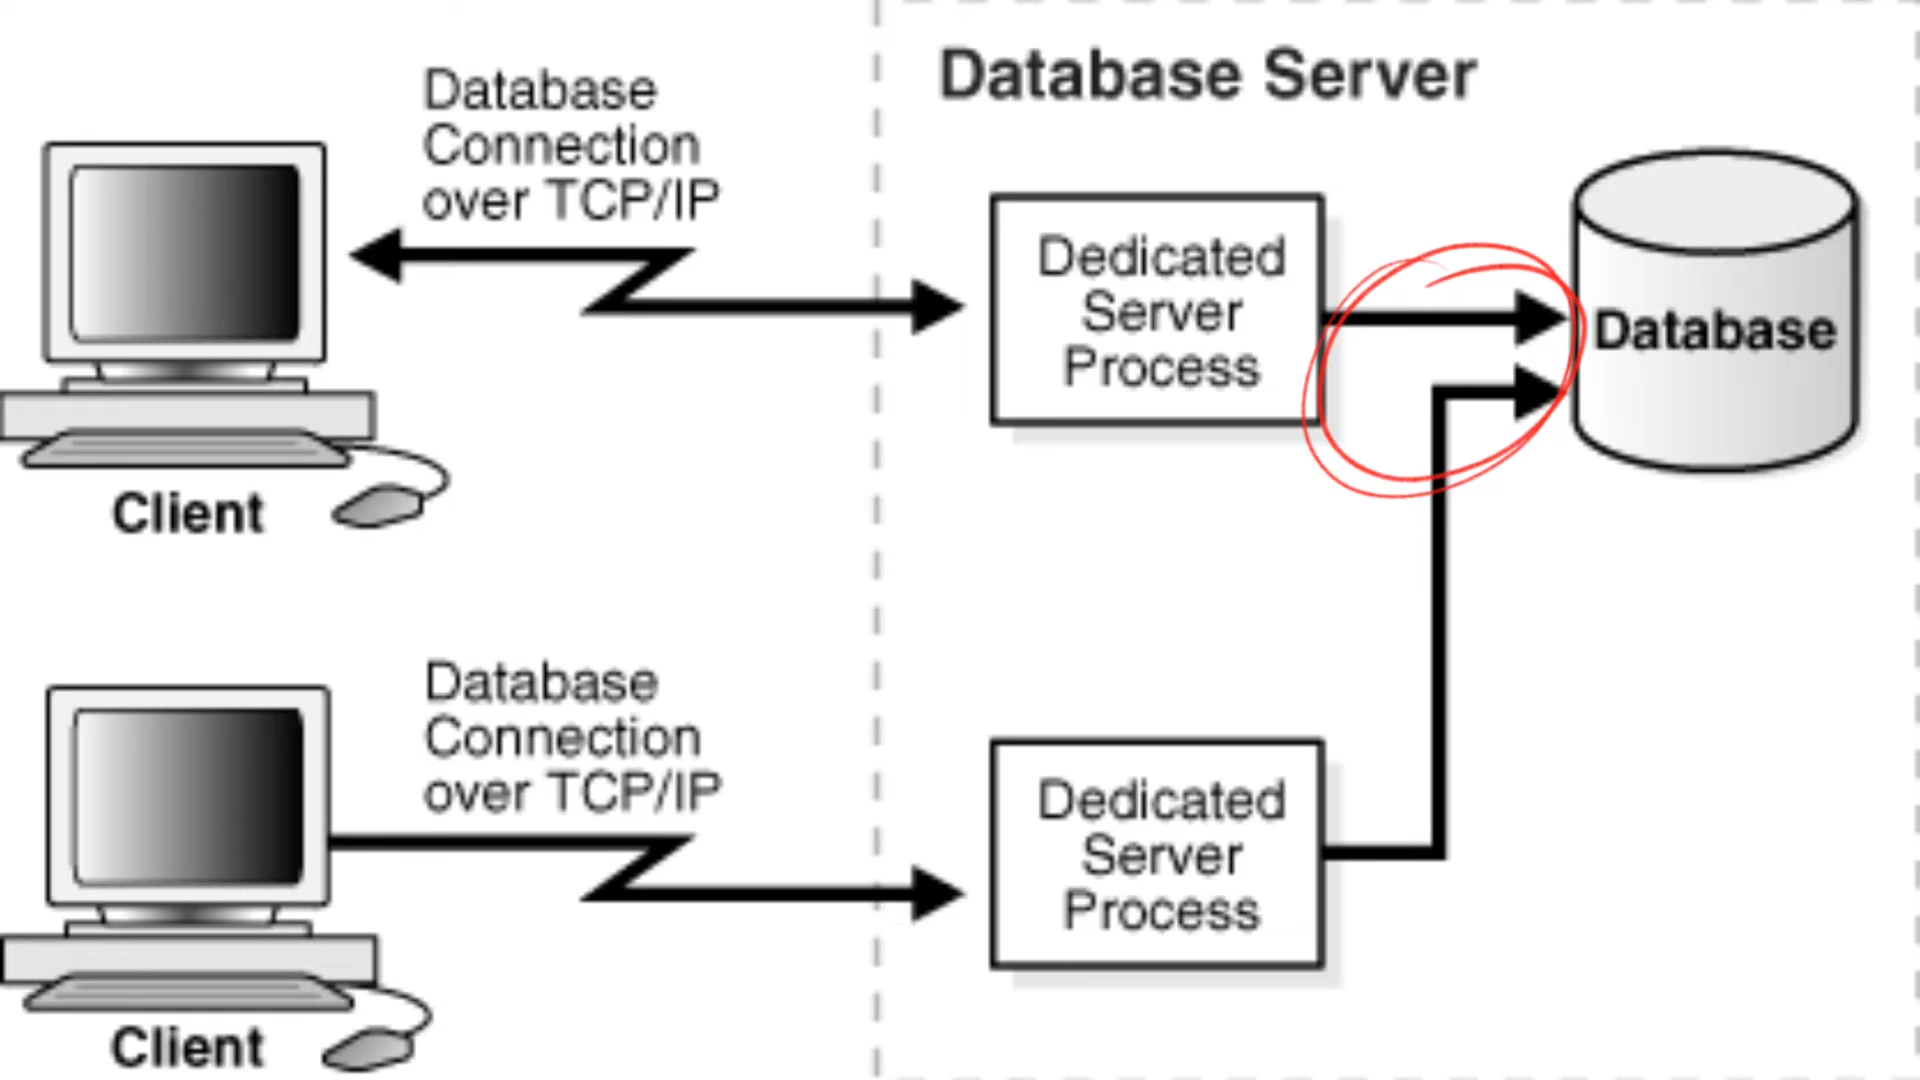 Database Server
Database
Connection
over TCP/IP
Dedicated
Server
Process
Database
Client
Database
Connection
over TCP/IP
Dedicated
Server
Process
Client